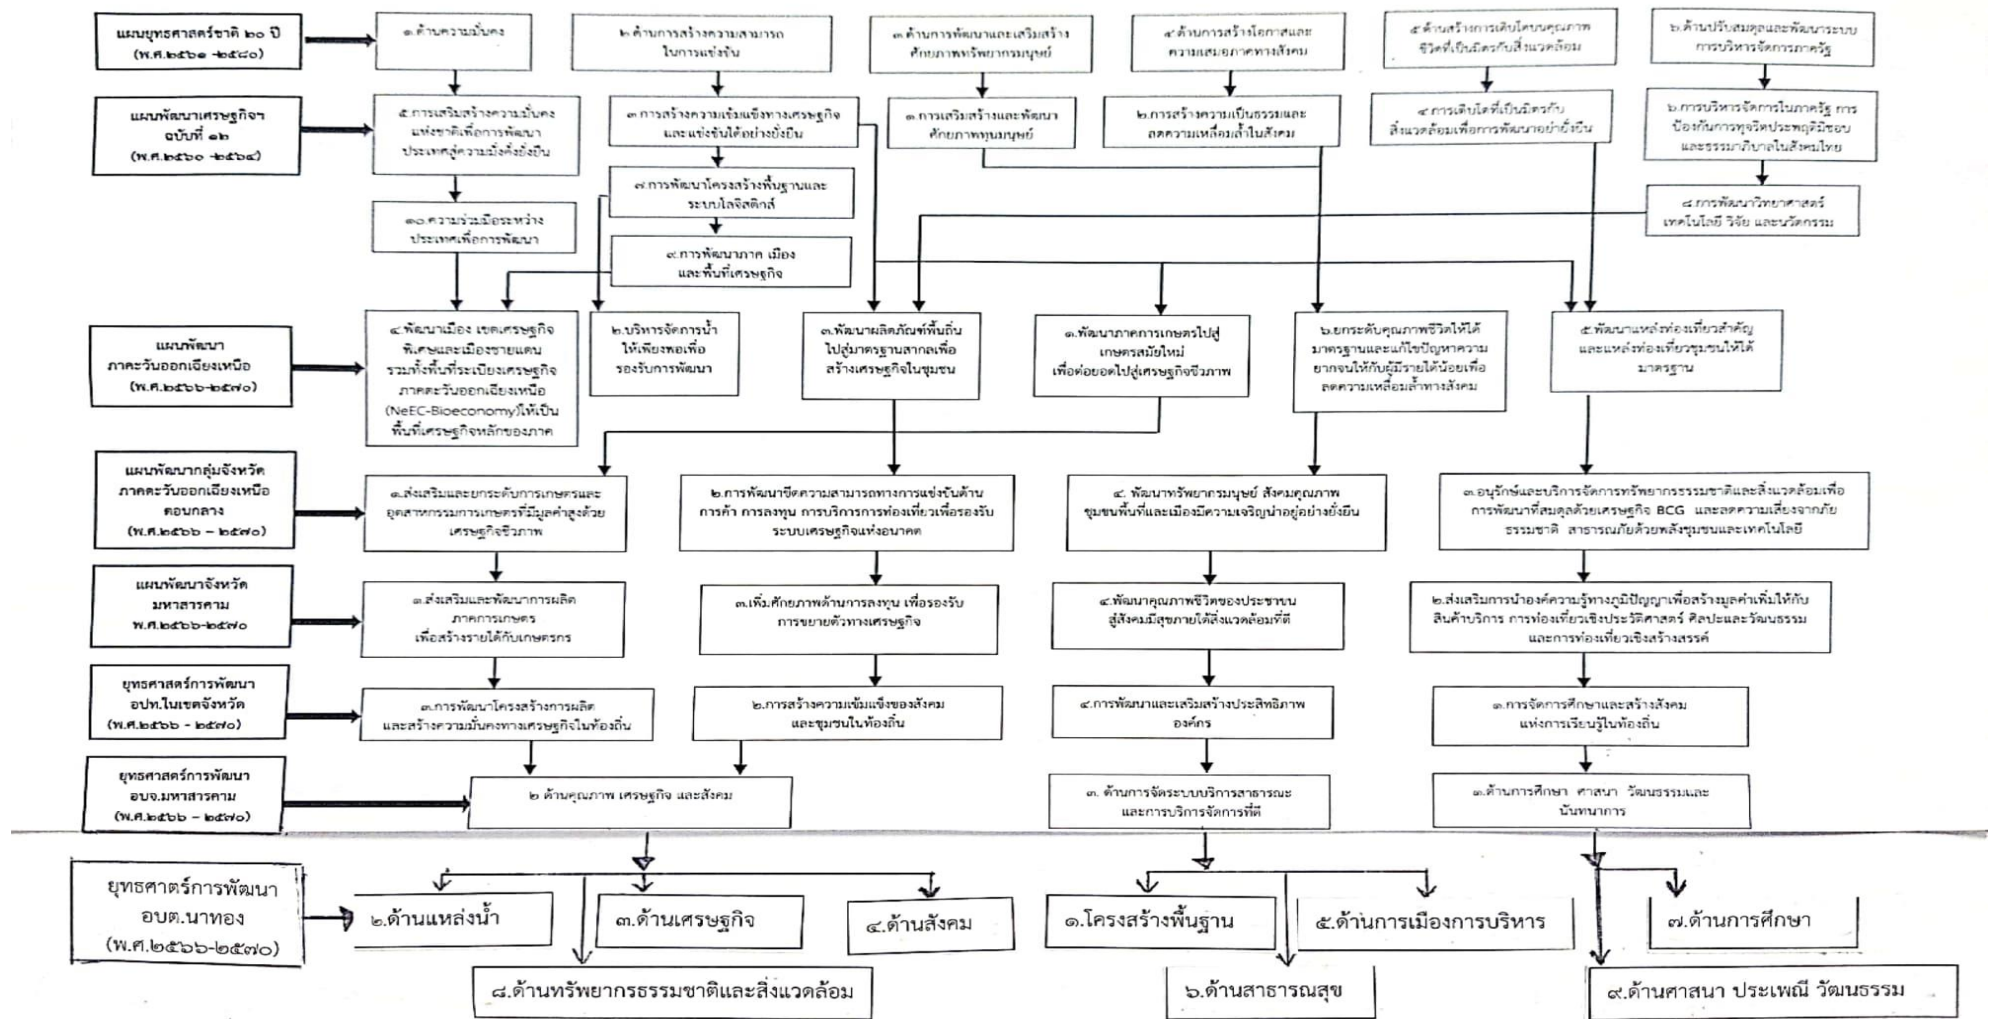 แผนยุทธศาสตร์ชาติ ๒๐ ปี
(พ.ศ.๒๕๖๑ -๒๕๘๐)
๑.ด้านความมั่นคง
๒ ด้านการสร้างความสามารถ
ในการแข่งขัน
๓ ด้านการพัฒนาและเสริมสร้าง
ศักยภาพทรัพยากรมนุษย์
๔ ด้านการสร้างโอกาสและ
ความเสมอภาคทางสังคม
๕ ด้านสร้างการเติบโตบนคุณภาพ
ชีวิตที่เป็นมิตรกับสิ่งแวดล้อม
๖.ด้านปรับสมดุลและพัฒนาระบบ
การบริหารจัดการภาครัฐ
แผนพัฒนาเศรษฐกิจฯ
ฉบับที่ ๑๒
(พ.ศ.๒๕๖๐ -๒๕๖๔)
๕.การเสริมสร้างความมั่นคง
แห่งชาติเพื่อการพัฒนา
ประเทศสู่ความมั่งคั่งยั่งยืน
๓ การสร้างความเข้มแข็งทางเศรษฐกิจ
และแข่งขันได้อย่างยั่งยืน
๑.การเสริมสร้างและพัฒนา
ศักยภาพทุนมนุษย์
๒.การสร้างความเป็นธรรมและ
ลดความเหลื่อมล้ำในสังคม
๔ การเติบโตที่เป็นมิตรกับ
สิ่งแวดล้อมเพื่อการพัฒนาอย่ายั่งยืน
๖.การบริหารจัดการในภาครัฐ การ
ป้องกันการทุจริตประพฤติมิชอบ
และธรรมาภิบาลในสังคมไทย
๗.การพัฒนาโครงสร้างพื้นฐานและ
ระบบโลจิสติกส์
๘.การพัฒนาวิทยาศาสตร์
เทคโนโลยี วิจัย และนวัตกรรม
๑๐.ความร่วมมือระหว่าง
ประเทศเพื่อการพัฒนา
๙.การพัฒนาภาค เมือง
และพื้นที่เศรษฐกิจ
แผนพัฒนา
ภาคะวันออกเฉียงเหนือ
(พ.ศ.๒๕๖๖-๒๕๗๐)
๔.พัฒนาเมือง เขตเศรษฐกิจ
พิเศษและเมืองชายแดน
รวมทั้งพื้นที่ระเบียงเศรษฐกิจ
ภาคตะวันออกเฉียงเหนือ
(NeEC-Bioeconomy)ให้เป็น
พื้นที่เศรษฐกิจหลักของภาค
๒.บริหารจัดการน้ำ
ให้เพียงพอเพื่อ
รองรับการพัฒนา
๓.พัฒนาผลิตภัณฑ์พื้นถิ่น
ไปสู่มาตรฐานสากลเพื่อ
สร้างเศรษฐกิจในชุมชน
๑.พัฒนาภาคการเกษตรไปสู่
เกษตรสมัยใหม่
เพื่อต่อยอดไปสู่เศรษฐกิจชีวภาพ
๖.ยกระดับคุณภาพชีวิตให้ได้
มาตรฐานและแก้ไขปัญหาความ
ยากจนให้กับผู้มีรายได้น้อยเพื่อ
ลดความเหลื่อมล้ำทางสังคม
๕.พัฒนาแหล่งท่องเที่ยวสำคัญ
และแหล่งท่องเที่ยวชุมชนให้ได้
มาตรฐาน
แผนพัฒนากลุ่มจังหวัด
ภาคตะวันออกเฉียงเหนือ
ตอนกลาง
(พ.ศ.๒๕๖๖ – ๒๕๗๐)
๑.ส่งเสริมและยกระดับการเกษตรและ
อุตสาหกรรมการเกษตรที่มีมูลค่าสูงด้วย
เศรษฐกิจชีวภาพ
๒.การพัฒนาขีดความสามารถทางการแข่งขันด้าน
การค้า การลงทุน การบริการการท่องเที่ยวเพื่อรองรับ
ระบบเศรษฐกิจแห่งอนาคต
๔. พัฒนาทรัพยากรมนุษย์ สังคมคุณภาพ
ชุมชนพื้นที่และเมืองมีความเจริญน่าอยู่อย่างยั่งยืน
๓.อนุรักษ์และบริการจัดการทรัพยากรธรรมชาติและสิ่งแวดล้อมเพื่อ
การพัฒนาที่สมดุลด้วยเศรษฐกิจ BCG และลดความเสี่ยงจากภัย
ธรรมชาติ สาธารณภัยด้วยพลังชุมชนและเทคโนโลยี
แผนพัฒนาจังหวัด
มหาสารคาม
พ.ศ.๒๕๖๖-๒๕๗๐
๑.ส่งเสริมและพัฒนาการผลิต
ภาคการเกษตร
เพื่อสร้างรายได้กับเกษตรกร
๓.เพิ่มศักยภาพด้านการลงทุน เพื่อรองรับ
การขยายตัวทางเศรษฐกิจ
๔.พัฒนาคุณภาพชีวิตของประชาชน
สู่สังคมมีสุขภายใต้สิ่งแวดล้อมที่ดี
๒.ส่งเสริมการนำองค์ความรู้ทางภูมิปัญญาเพื่อสร้างมูลค่าเพิ่มให้กับ
สินค้าบริการ การท่องเที่ยวเชิงประวัติศาสตร์ ศิลปะและวัฒนธรรม
และการท่องเที่ยวเชิงสร้างสรรค์
ยุทธศาสตร์การพัฒนา
อปท.ในเขตจังหวัด
(พ.ศ.๒๕๖๖ - ๒๕๗๐)
๓.การพัฒนาโครงสร้างการผลิต
และสร้างความมั่นคงทางเศรษฐกิจในท้องถิ่น
๒.การสร้างความเข้มแข็งของสังคม
และชุมชนในท้องถิ่น
๔.การพัฒนาและเสริมสร้างประสิทธิภาพ
องค์กร
๑.การจัดการศึกษาและสร้างสังคม
แห่งการเรียนรู้ในท้องถิ่น
ยุทธศาสตร์การพัฒนา
อบจ.มหาสารคาม
(พ.ศ.๒๕๖๖ – ๒๕๗๐)
๒ ด้านคุณภาพ เศรษฐกิจ และสังคม
๓. ด้านการจัดระบบบริการสาธารณะ
และการบริการจัดการที่ดี
๑.ด้านการศึกษา ศาสนา วัฒนธรรมและ
นันทนาการ
ยุทธศาตร์การพัฒนา
อบต.นาทอง
(พ.ศ.๒๕๖๖-๒๕๗๐)
๒.ด้านแหล่งน้ำ
๓.ด้านเศรษฐกิจ
๔.ด้านสังคม
๑.โครงสร้างพื้นฐาน
๕.ด้านการเมืองการบริหาร
๗.ด้านการศึกษา
๘.ด้านทรัพยากรธรรมชาติและสิ่งแวดล้อม
๖.ด้านสาธารณสุข
๙.ด้านศาสนา ประเพณี วัฒนธรรม